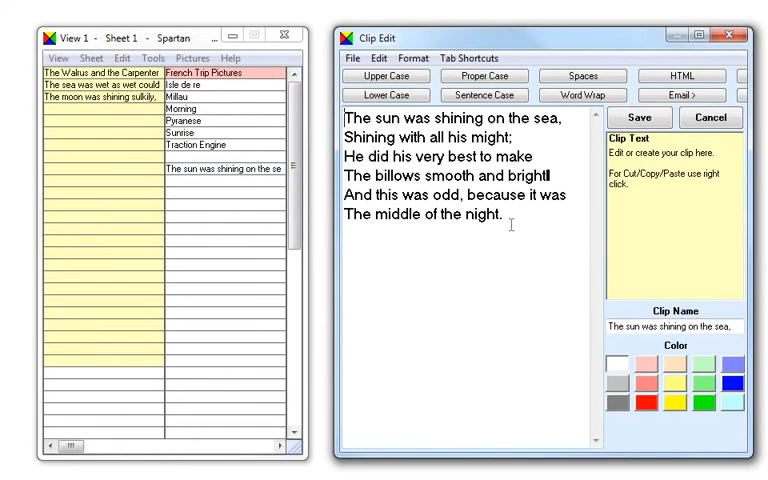 View 1 - Sheet 1 - Spartan ...
View Sheet Edit Tools Pictures Help
The Walrus and the Carpenter
The sea was wet as wet could
The moon was shining sulkily,
French Trip Pictures
Isle de re
Millau
Morning
Pyranese
Sunrise
Traction Engine
The sun was shining on the se
Clip Edit
File Edit Format Tab Shortcuts
Upper Case Proper Case Spaces HTML
Lower Case Sentence Case Word Wrap Email >
The sun was shining on the sea,
Shining with all his might;
He did his very best to make
The billows smooth and bright
And this was odd, because it was
The middle of the night.
Save Cancel
Clip Text
Edit or create your clip here.
For Cut/Copy/Paste use right
click.
Clip Name
The sun was shining on the sea,
Color